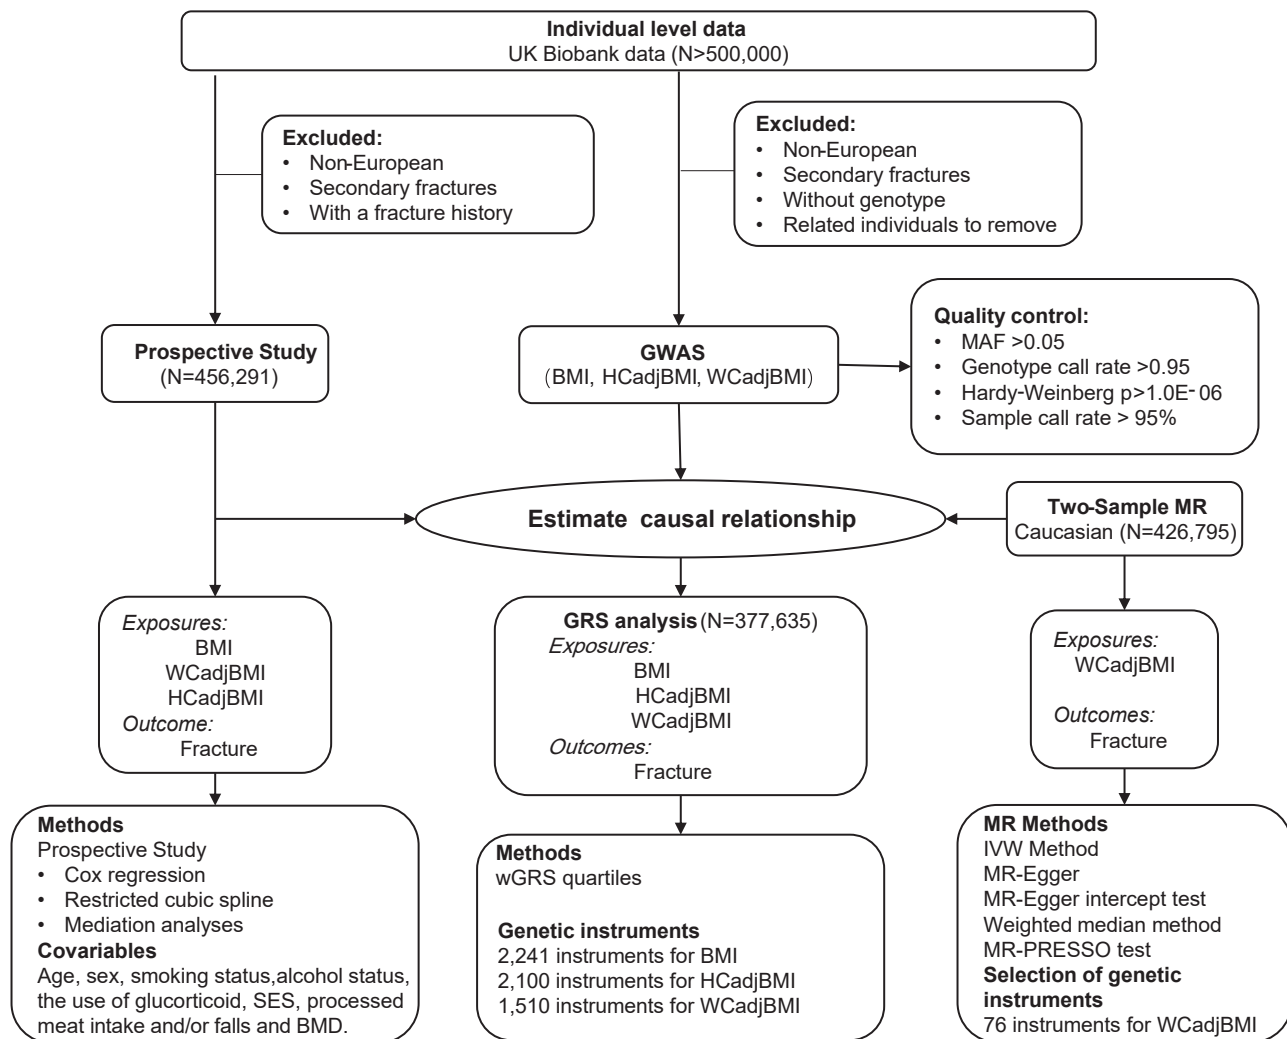 Individual level data
UK Biobank data (N>500,000)
Excluded:
• Non-European
• Secondary fractures
• With a fracture history
Excluded:
• Non-European
• Secondary fractures
• Without genotype
• Related individuals to remove
Prospective Study
(N=456,291)
GWAS
(BMI, HCadjBMI, WCadjBMI)
Quality control:
• MAF >0.05
• Genotype call rate >0.95
• Hardy-Weinberg p>1.0E-06
• Sample call rate > 95%
Estimate causal relationship
Two-Sample MR
Caucasian (N=426,795)
Exposures:
BMI
WCadjBMI
HCadjBMI
Outcome:
Fracture
GRS analysis (N=377,635)
Exposures:
BMI
HCadjBMI
WCadjBMI
Outcomes:
Fracture
Exposures:
WCadjBMI
Outcomes:
Fracture
Methods
Prospective Study
• Cox regression
• Restricted cubic spline
• Mediation analyses
Covariables
Age, sex, smoking status,alcohol status,
the use of glucorticoid, SES, processed
meat intake and/or falls and BMD.
Methods
wGRS quartiles
Genetic instruments
2,241 instruments for BMI
2,100 instruments for HCadjBMI
1,510 instruments for WCadjBMI
MR Methods
IVW Method
MR-Egger
MR-Egger intercept test
Weighted median method
MR-PRESSO test
Selection of genetic
instruments
76 instruments for WCadjBMI